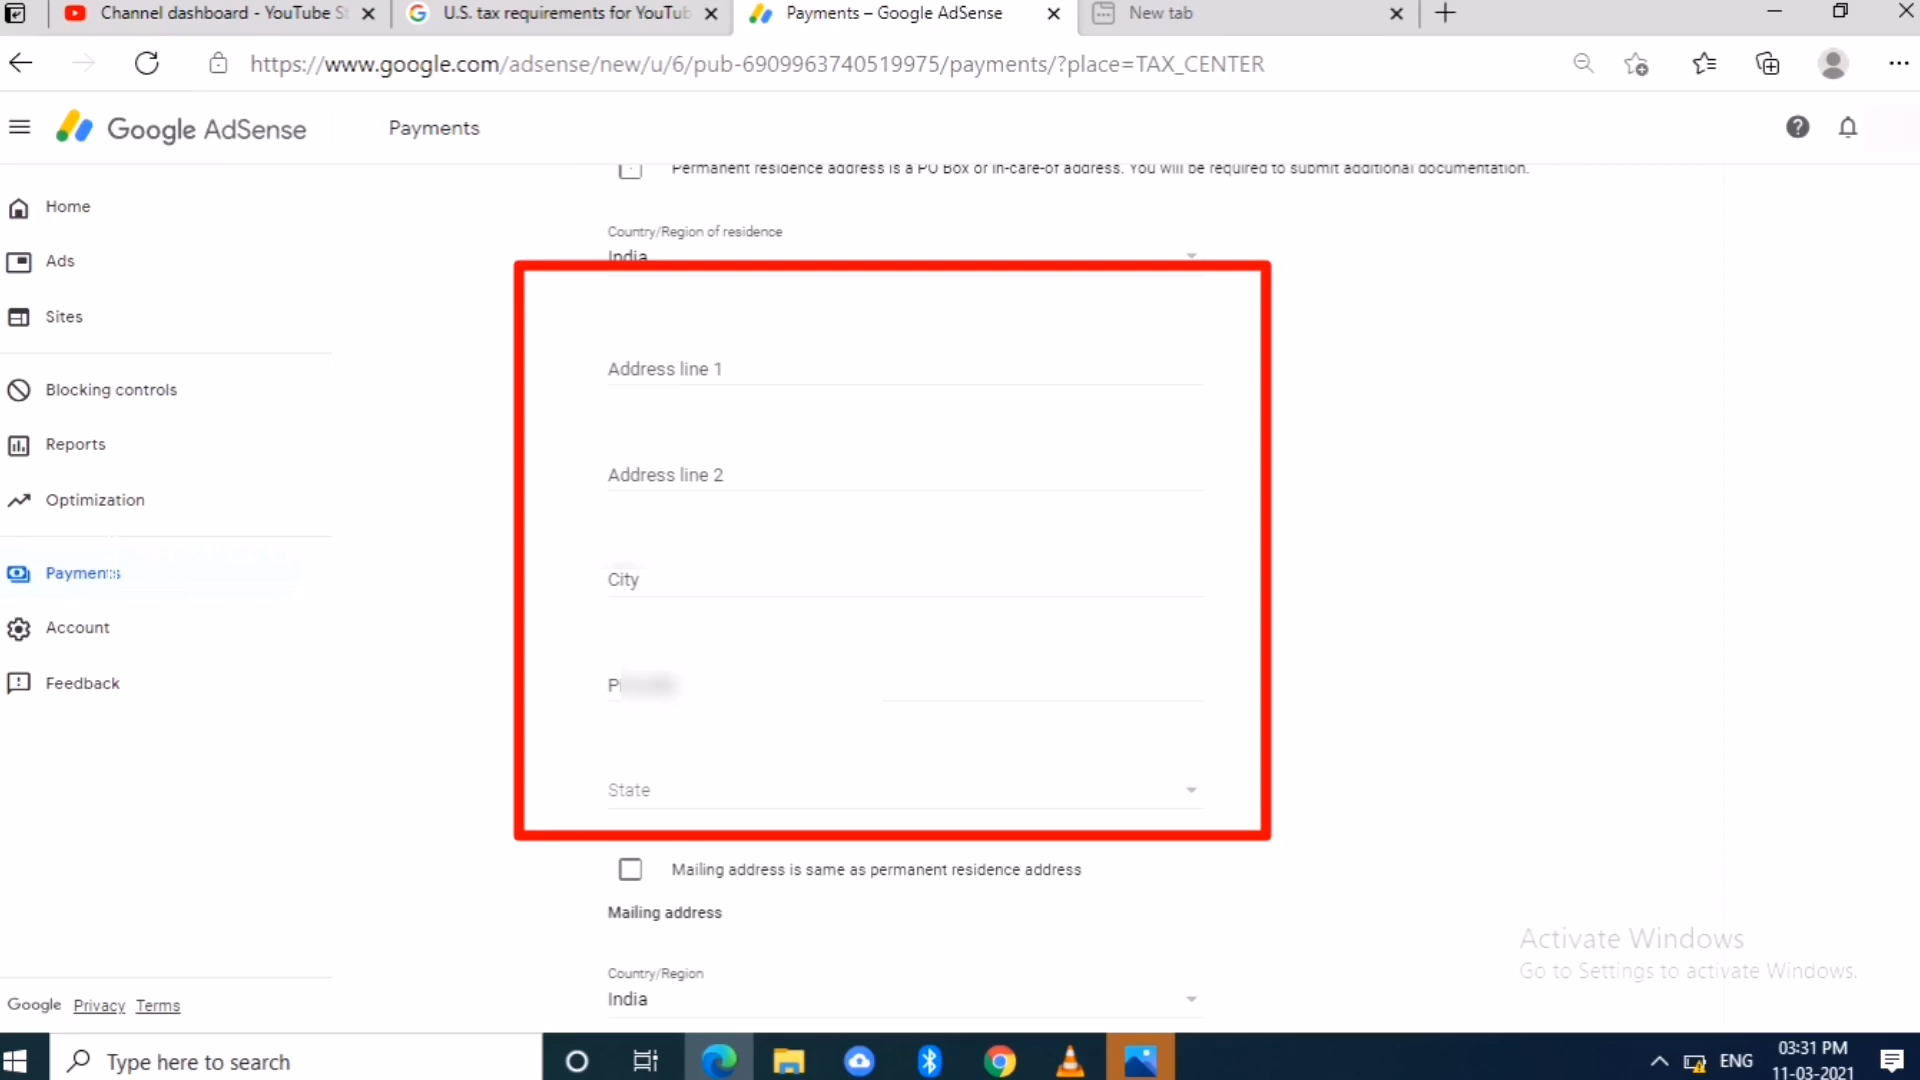 Channel dashboard - YouTube St
U.S. tax requirements for YouTub
Payments – Google AdSense
New tab
https://www.google.com/adsense/new/u/6/pub-6909963740519975/payments/?place=TAX_CENTER
Google AdSense
Payments
Permanent residence address is a PO Box or in-care-of address. You will be required to submit additional documentation.
Home
Ads
Sites
Blocking controls
Reports
Optimization
Payments
Account
Feedback
Country/Region of residence
India
Address line 1
Address line 2
City
State
Mailing address is same as permanent residence address
Mailing address
Country/Region
India
Activate Windows
Go to Settings to activate Windows.
Google Privacy Terms
Type here to search
ENG
03:31 PM
11-03-2021